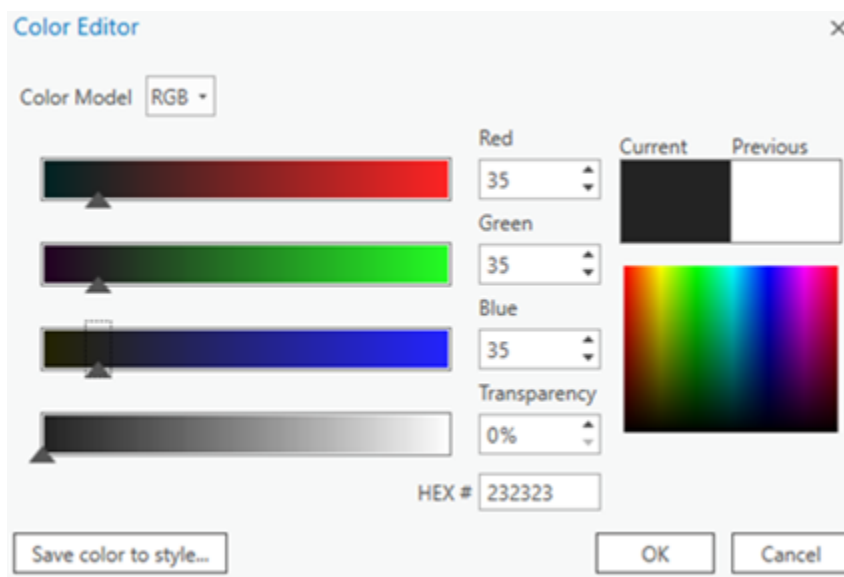 Color Editor
Color Model RGB
Red
35
Current Previous
Green
35
Blue
35
Transparency
0%
HEX # 232323
Save color to style...
OK
Cancel